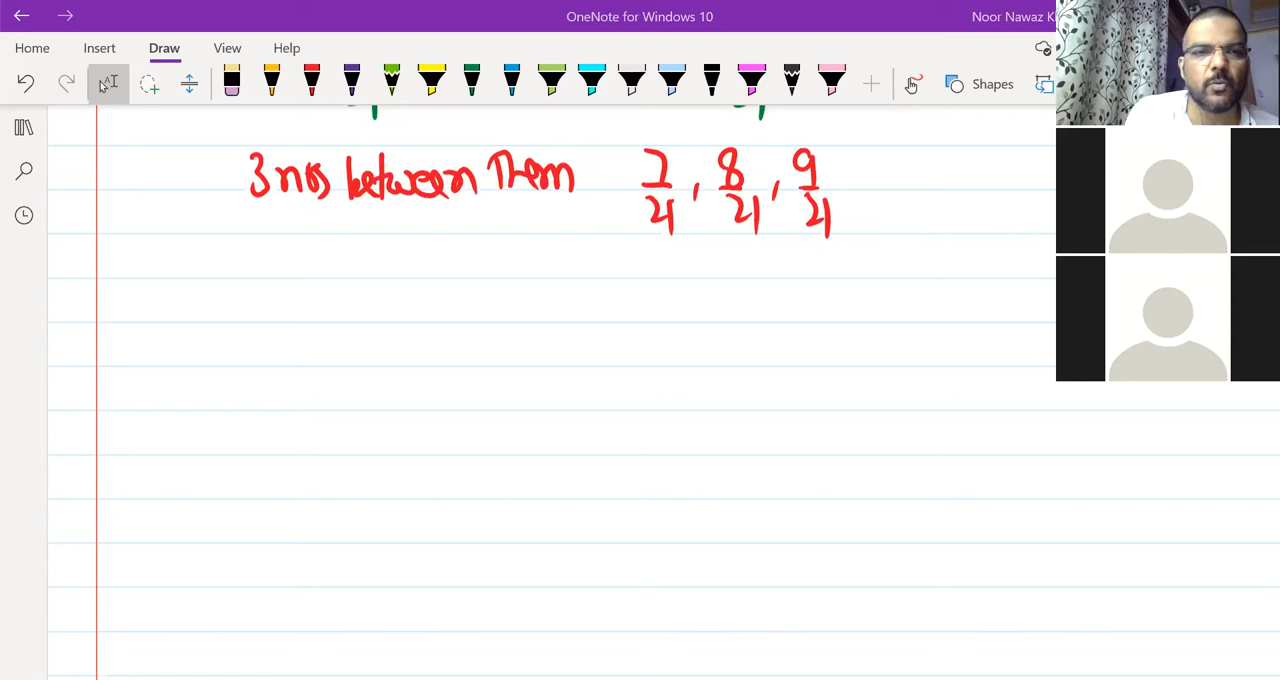 OneNote for Windows 10
Noor Nawaz K
Home Insert Draw View Help
Shapes
3 nos between Them 7/21, 8/21, 9/21